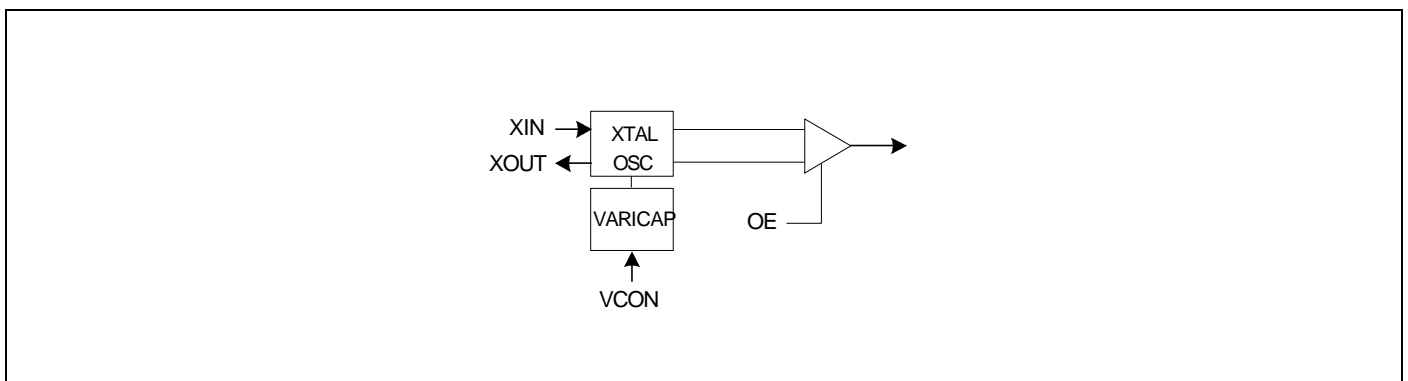 XIN
XOUT
XTAL
OSC
VARICAP
OE
VCON